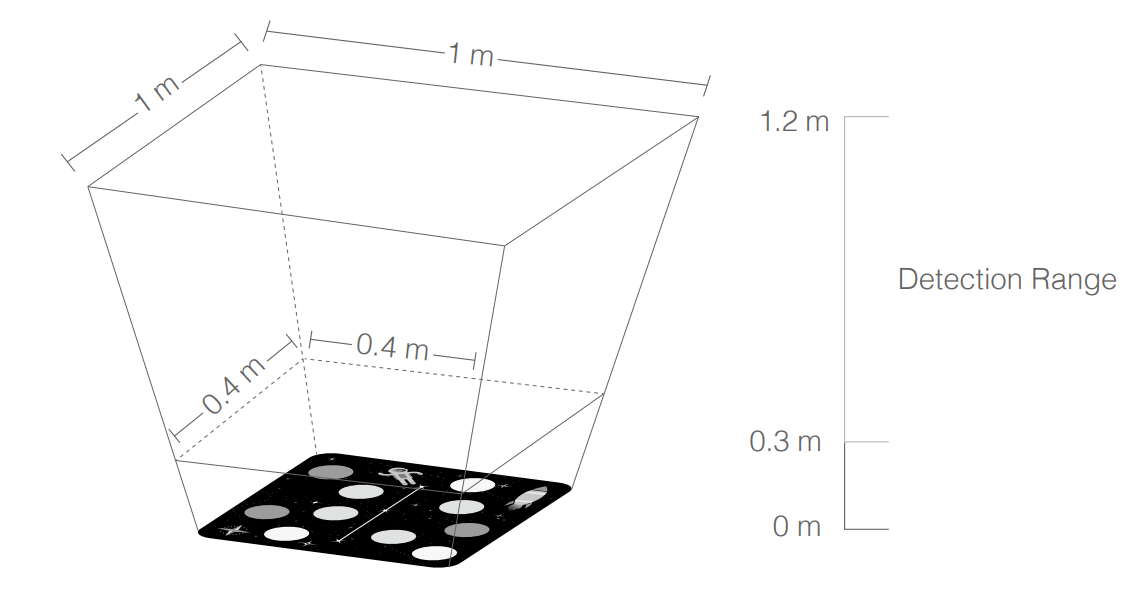 1 m
1 m
1.2 m
Detection Range
0.4 m
0.4 m
0.3 m
0 m